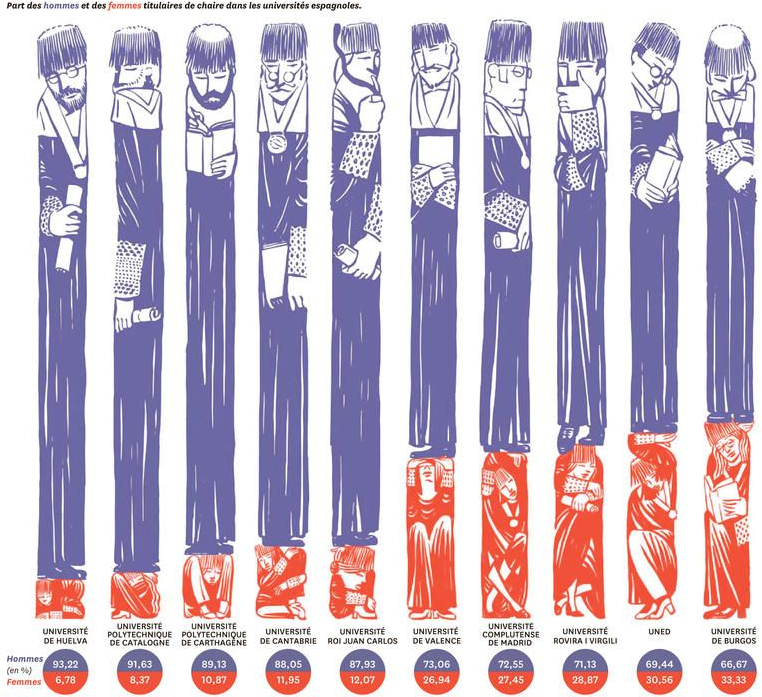 Part des hommes et des femmes titulaires de chaire dans les universités espagnoles.
UNIVERSITÉ
DE HUELVA
UNIVERSITÉ
POLYTECHNIQUE
DE CATALOGNE
UNIVERSITÉ
POLYTECHNIQUE
DE CARTHAGÈNE
UNIVERSITÉ
DE CANTABRIE
UNIVERSITÉ
ROI JUAN CARLOS
UNIVERSITÉ
DE VALENCE
UNIVERSITÉ
COMPLUTENSE
DE MADRID
UNIVERSITÉ
ROVIRA I VIRGILI
UNED
UNIVERSITÉ
DE BURGOS
Hommes 93,22 91,63 89,13 88,05 87,93 73,06 72,55 71,13 69,44 66,67
(en %)
Femmes 6,78 8,37 10,87 11,95 12,07 26,94 27,45 28,87 30,56 33,33